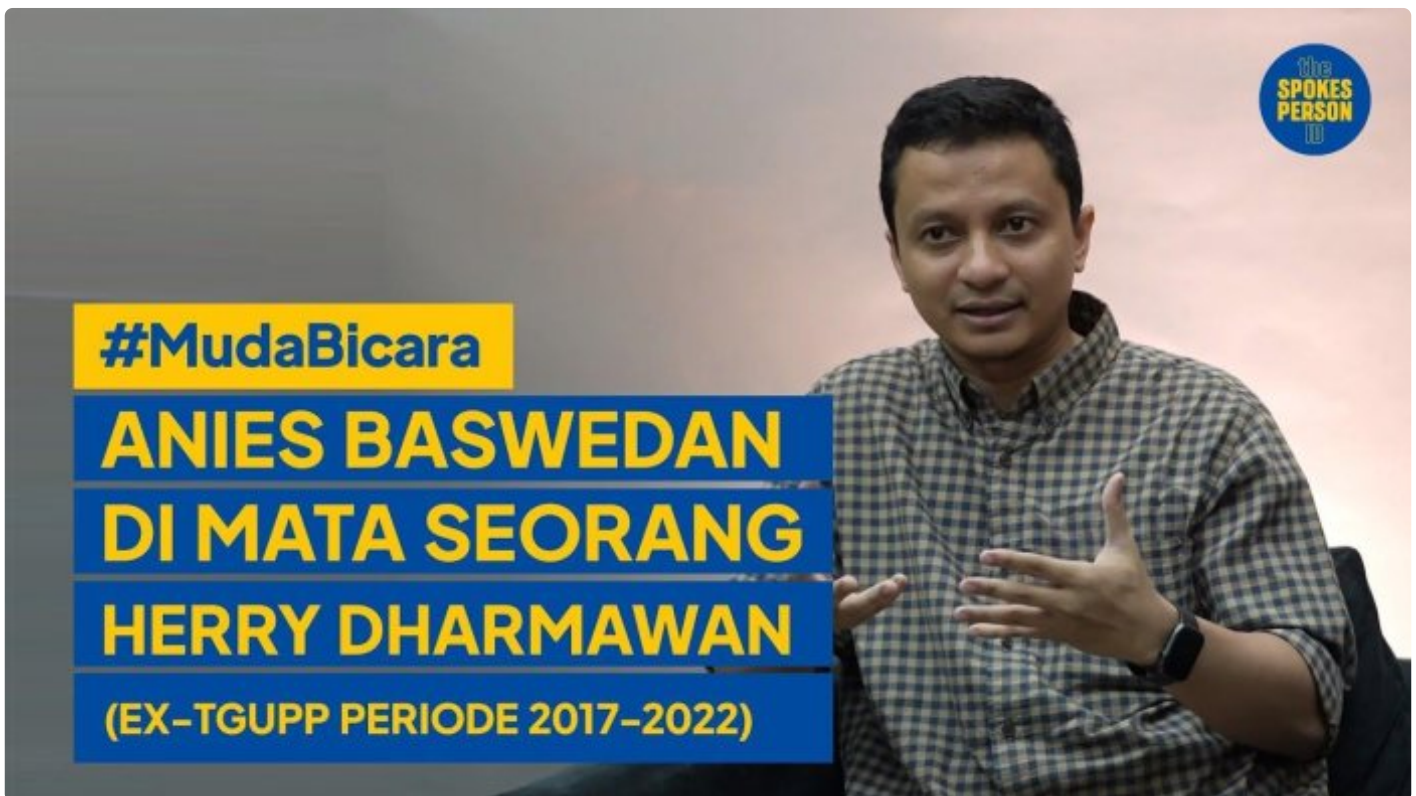 the
SPOKES
PERSON
ID
#MudaBicara
ANIES BASWEDAN
DI MATA SEORANG
HERRY DHARMAWAN
(EX-TGUPP PERIODE 2017-2022)